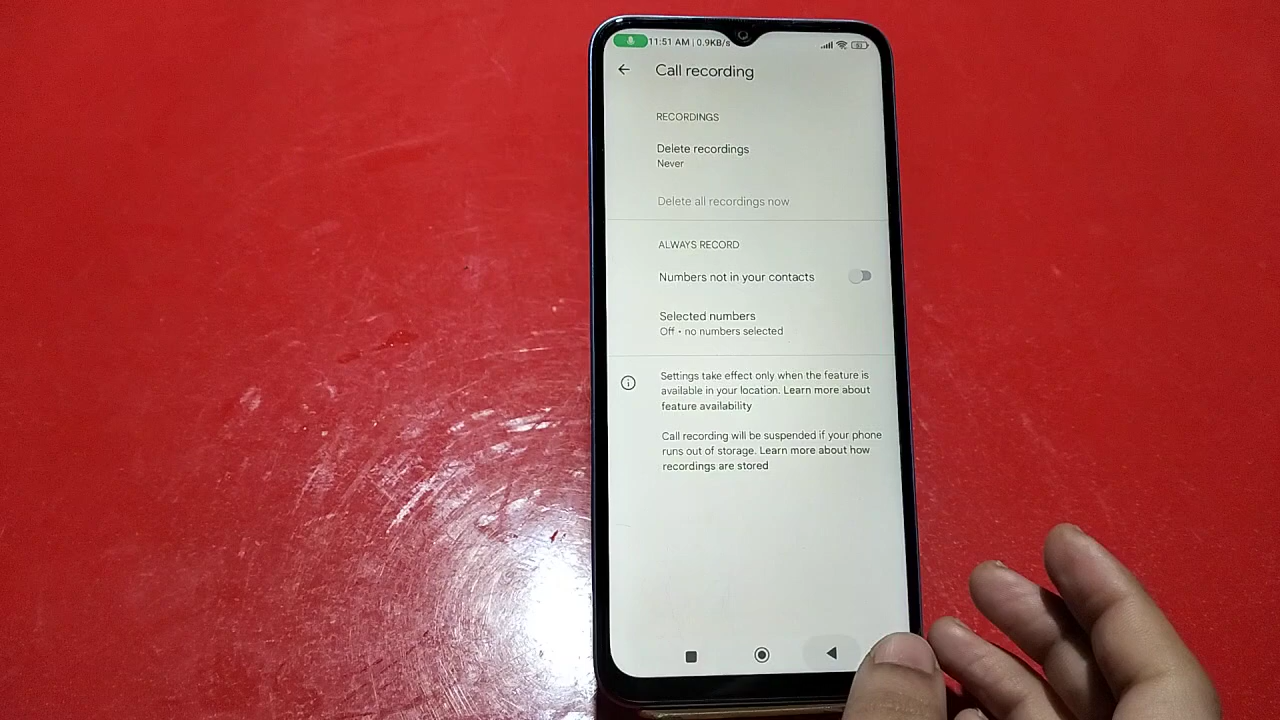 11:51 AM | 0.9KB/s
Call recording
RECORDINGS
Delete recordings
Never
Delete all recordings now
ALWAYS RECORD
Numbers not in your contacts
Selected numbers
Off • no numbers selected
Settings take effect only when the feature is
available in your location. Learn more about
feature availability
Call recording will be suspended if your phone
runs out of storage. Learn more about how
recordings are stored